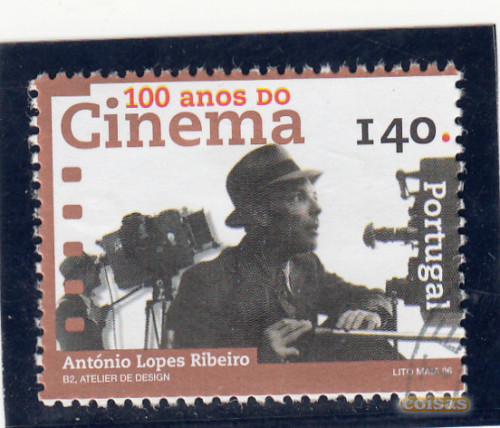 100 anos DO
Cinema
140.
Portugal
António Lopes Ribeiro
B2, ATELIER DE DESIGN
LITO MAIA 96
coisas